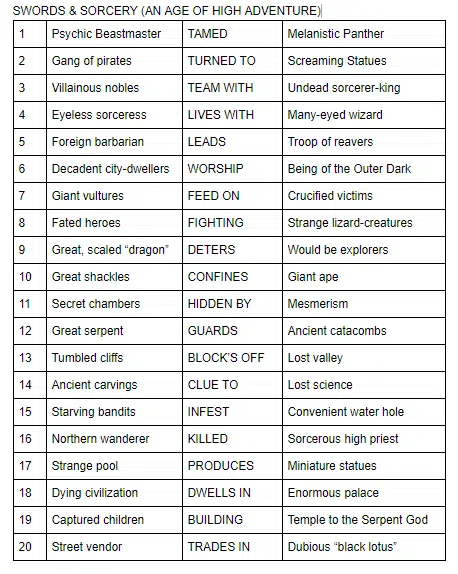 SWORDS & SORCERY (AN AGE OF HIGH ADVENTURE)
1 Psychic Beastmaster TAMED Melanistic Panther
2 Gang of pirates TURNED TO Screaming Statues
3 Villainous nobles TEAM WITH Undead sorcerer-king
4 Eyeless sorceress LIVES WITH Many-eyed wizard
5 Foreign barbarian LEADS Troop of reavers
6 Decadent city-dwellers WORSHIP Being of the Outer Dark
7 Giant vultures FEED ON Crucified victims
8 Fated heroes FIGHTING Strange lizard-creatures
9 Great, scaled “dragon” DETERS Would be explorers
10 Great shackles CONFINES Giant ape
11 Secret chambers HIDDEN BY Mesmerism
12 Great serpent GUARDS Ancient catacombs
13 Tumbled cliffs BLOCK’S OFF Lost valley
14 Ancient carvings CLUE TO Lost science
15 Starving bandits INFEST Convenient water hole
16 Northern wanderer KILLED Sorcerous high priest
17 Strange pool PRODUCES Miniature statues
18 Dying civilization DWELLS IN Enormous palace
19 Captured children BUILDING Temple to the Serpent God
20 Street vendor TRADES IN Dubious “black lotus”